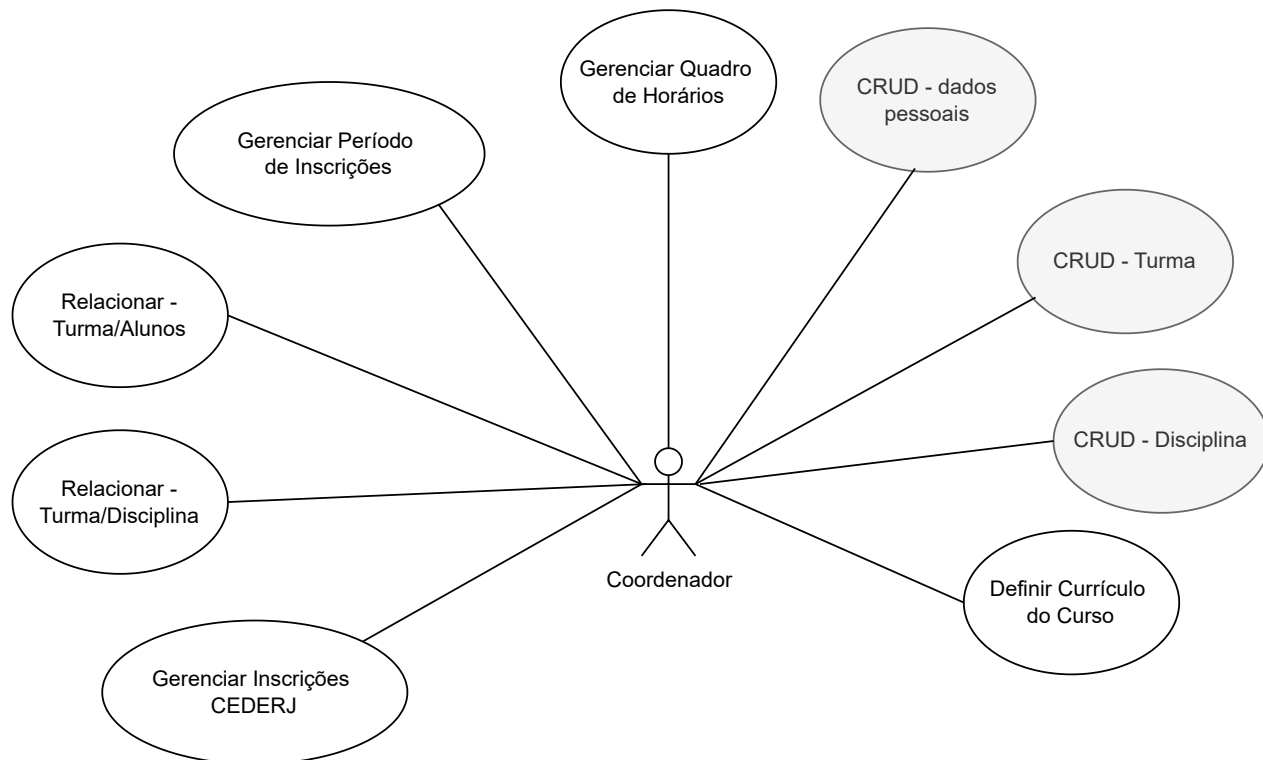 Gerenciar Quadro
de Horários
CRUD - dados
pessoais
Gerenciar Período
de Inscrições
CRUD - Turma
Relacionar -
Turma/Alunos
CRUD - Disciplina
Relacionar -
Turma/Disciplina
Coordenador
Definir Currículo
do Curso
Gerenciar Inscrições
CEDERJ